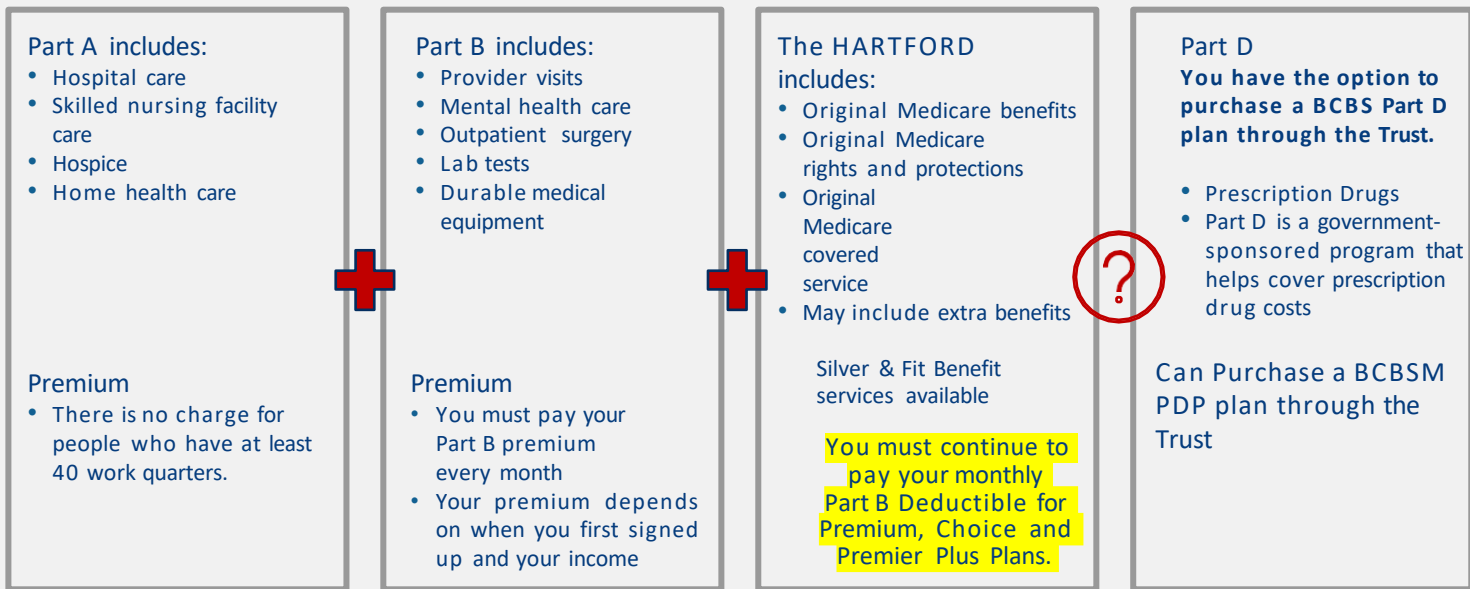 Part A includes:
• Hospital care
• Skilled nursing facility
care
• Hospice
• Home health care
Premium
• There is no charge for
people who have at least
40 work quarters.
Part B includes:
• Provider visits
• Mental health care
• Outpatient surgery
• Lab tests
• Durable medical
equipment
Premium
• You must pay your
Part B premium
every month
• Your premium depends
on when you first signed
up and your income
The HARTFORD
includes:
• Original Medicare benefits
• Original Medicare
rights and protections
• Original
Medicare
covered
service
• May include extra benefits
Silver & Fit Benefit
services available
You must continue to
pay your monthly
Part B Deductible for
Premium, Choice and
Premier Plus Plans.
?
Part D
You have the option to
purchase a BCBS Part D
plan through the Trust.
• Prescription Drugs
• Part D is a government-
sponsored program that
helps cover prescription
drug costs
Can Purchase a BCBSM
PDP plan through the
Trust